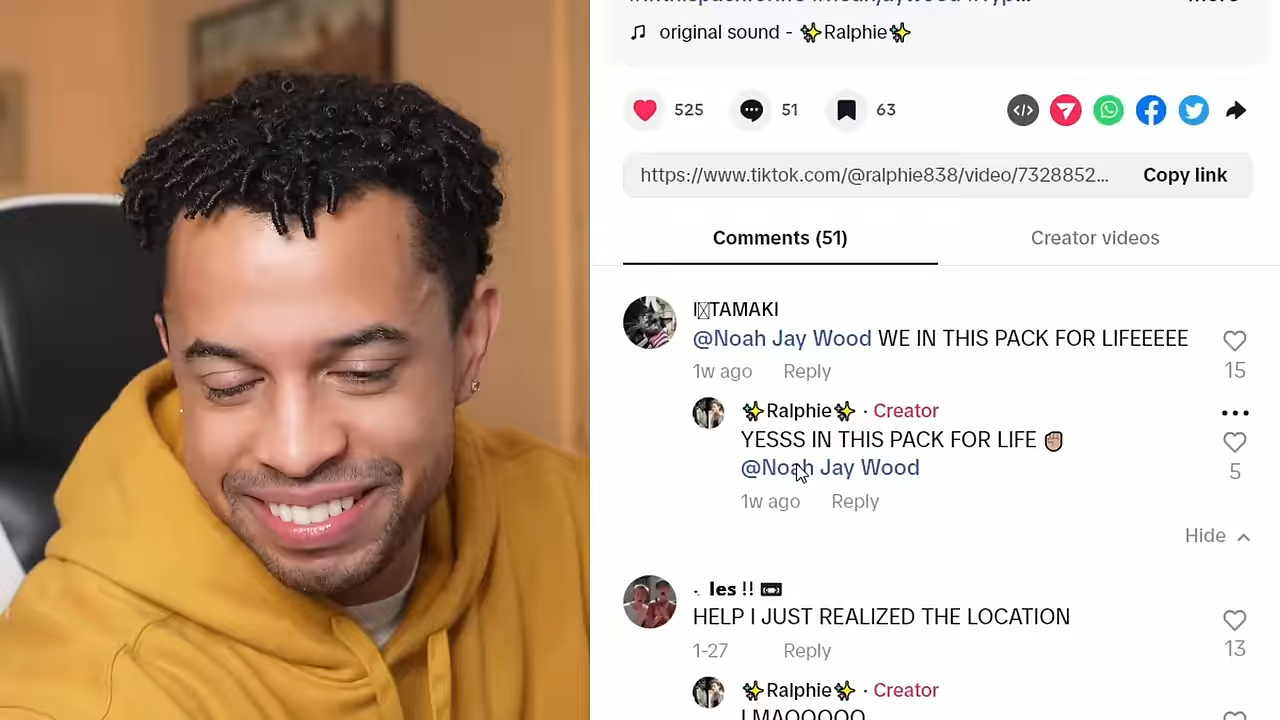 original sound - ✨Ralphie✨
525 51 63
https://www.tiktok.com/@ralphie838/video/7328852... Copy link
Comments (51) Creator videos
TAMAKI
@Noah Jay Wood WE IN THIS PACK FOR LIFEEEEE
15
1w ago Reply
✨Ralphie✨ · Creator
YESSS IN THIS PACK FOR LIFE ✊🏽
@Noah Jay Wood
5
1w ago Reply
Hide
les !!
HELP I JUST REALIZED THE LOCATION
1-27 Reply
13
✨Ralphie✨ · Creator
LMAOOOOO